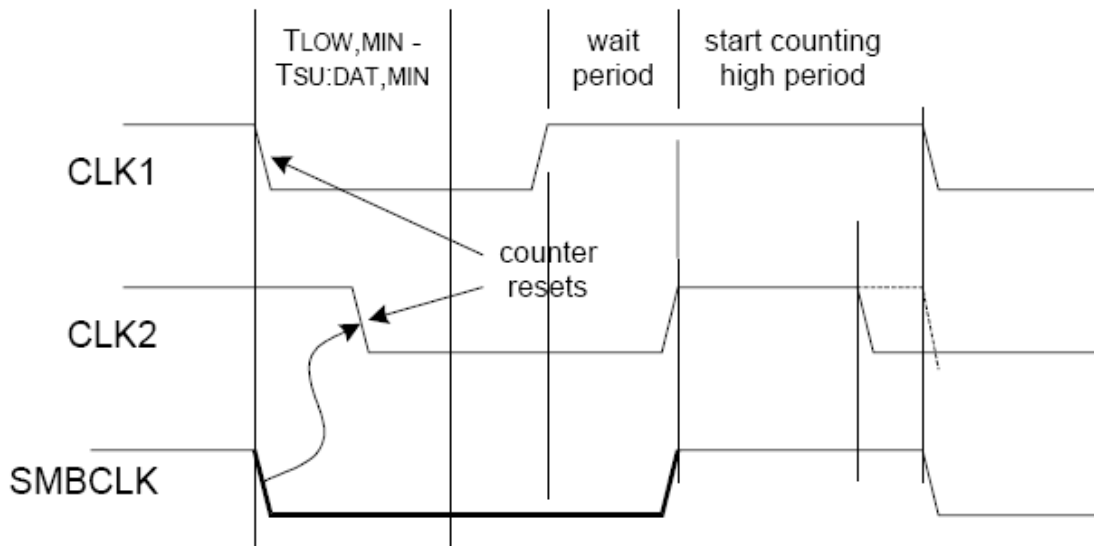 TLOW,MIN -
TSU:DAT,MIN
wait
period
start counting
high period
CLK1
counter
resets
CLK2
SMBCLK